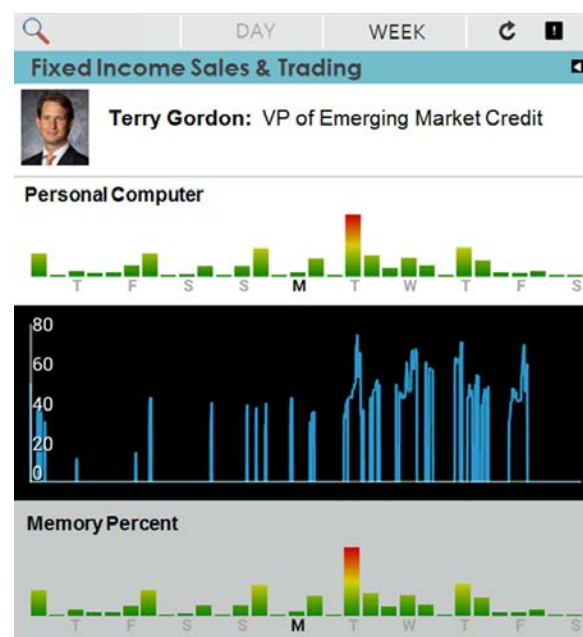 DAY WEEK
Fixed Income Sales & Trading
Terry Gordon: VP of Emerging Market Credit
Personal Computer
T F S S M T W T F S
80
60
40
20
0
Memory Percent
T F S S M T W T F S